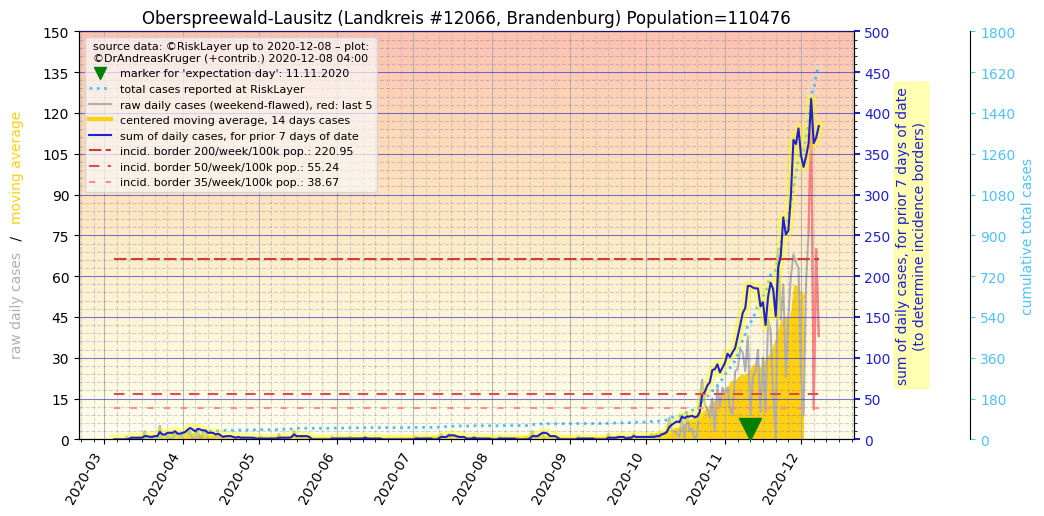 Oberspreewald-Lausitz (Landkreis #12066, Brandenburg) Population=110476
source data: ©RiskLayer up to 2020-12-08 – plot:
©DrAndreasKruger (+contrib.) 2020-12-08 04:00
marker for 'expectation day': 11.11.2020
total cases reported at RiskLayer
raw daily cases (weekend-flawed), red: last 5
centered moving average, 14 days cases
sum of daily cases, for prior 7 days of date
incid. border 200/week/100k pop.: 220.95
incid. border 50/week/100k pop.: 55.24
incid. border 35/week/100k pop.: 38.67
raw daily cases / moving average
150
135
120
105
90
75
60
45
30
15
0
2020-03
2020-04
2020-05
2020-06
2020-07
2020-08
2020-09
2020-10
2020-11
2020-12
500
450
400
350
300
250
200
150
100
50
0
sum of daily cases, for prior 7 days of date
(to determine incidence borders)
1800
1620
1440
1260
1080
900
720
540
360
180
0
cumulative total cases